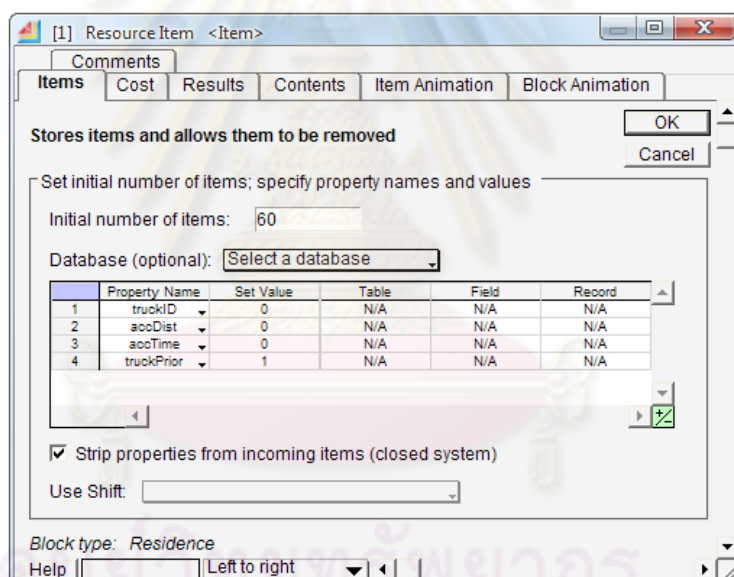 [1] Resource Item <Item>
Comments
Items Cost Results Contents Item Animation Block Animation
Stores items and allows them to be removed
OK
Cancel
Set initial number of items; specify property names and values
Initial number of items: 60
Database (optional): Select a database
Property Name Set Value Table Field Record
1 truckID 0 N/A N/A N/A
2 accDist 0 N/A N/A N/A
3 accTime 0 N/A N/A N/A
4 truckPrior 1 N/A N/A N/A
Strip properties from incoming items (closed system)
Use Shift:
Block type: Residence
Help Left to right